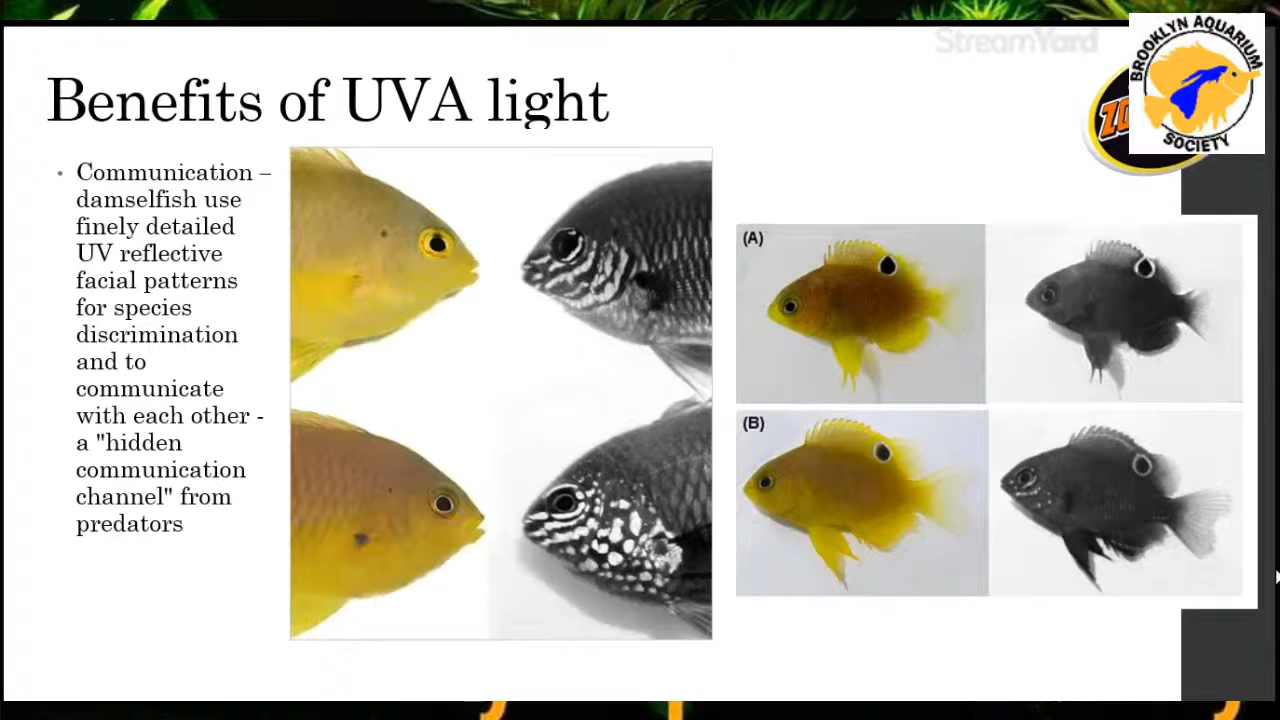 StreamYard
BROOKLYN AQUARIUM
SOCIETY
Benefits of UVA light
• Communication –
damselfish use
finely detailed
UV reflective
facial patterns
for species
discrimination
and to
communicate
with each other -
a "hidden
communication
channel" from
predators
(A)
(B)